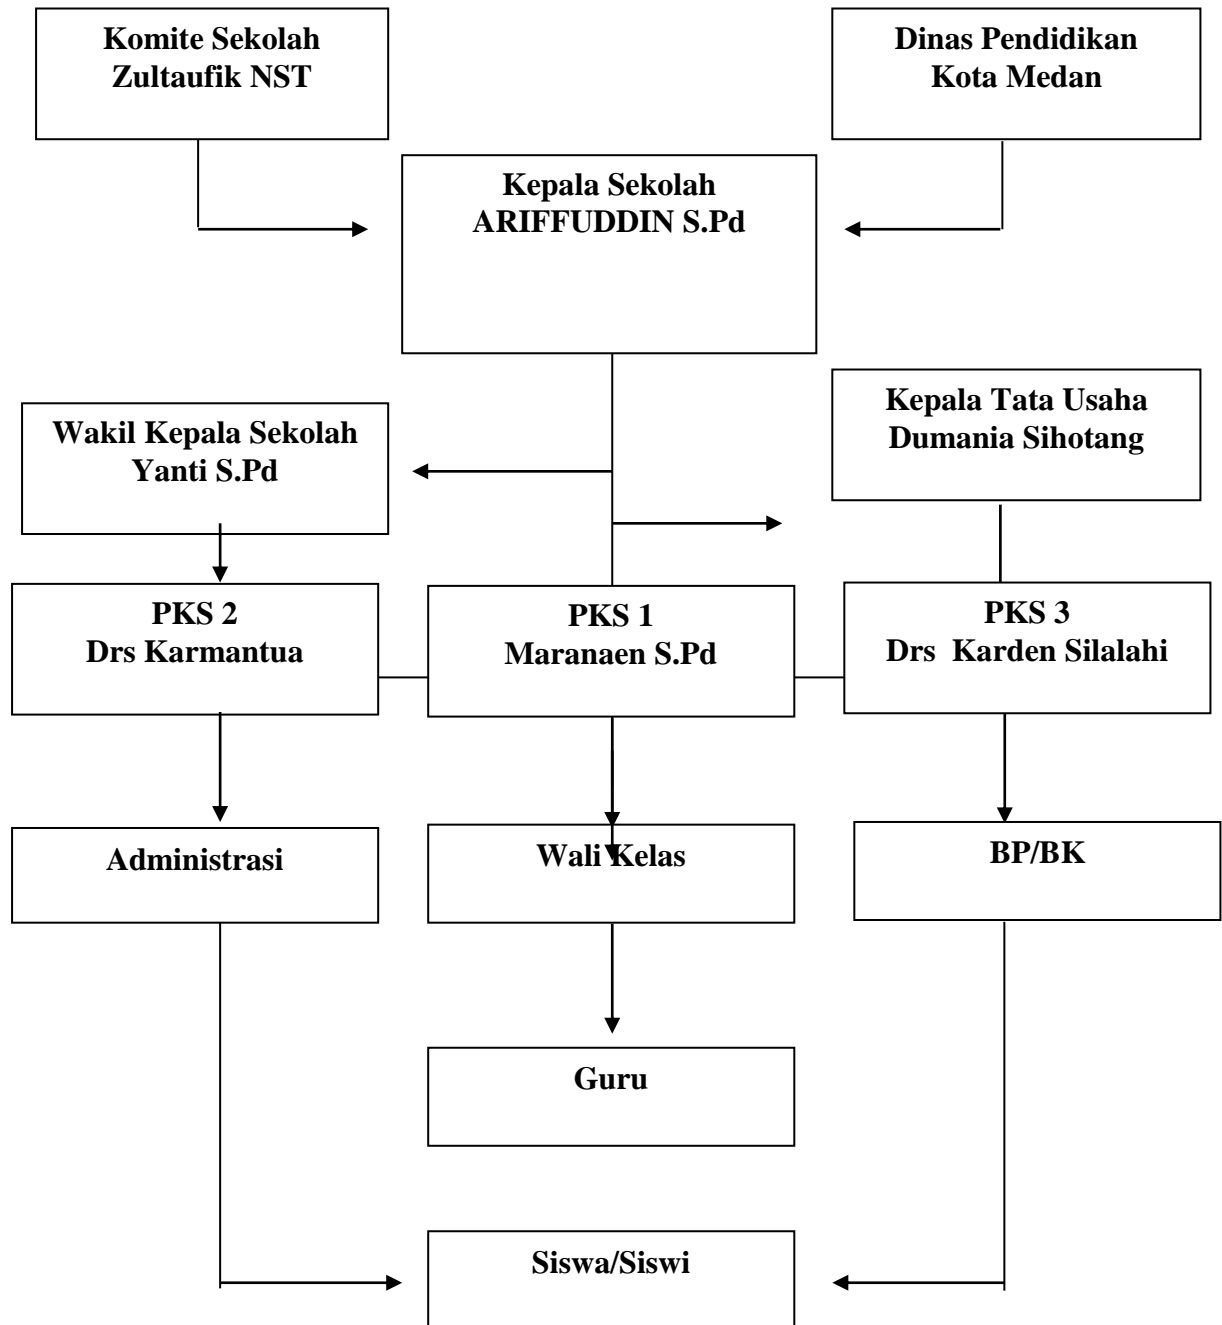 Komite Sekolah
Zultaufik NST
Dinas Pendidikan
Kota Medan
Kepala Sekolah
ARIFFUDDIN S.Pd
Wakil Kepala Sekolah
Yanti S.Pd
Kepala Tata Usaha
Dumania Sihotang
PKS 2
Drs Karmantua
PKS 1
Maranaen S.Pd
PKS 3
Drs Karden Silalahi
Administrasi
Wali Kelas
BP/BK
Guru
Siswa/Siswi